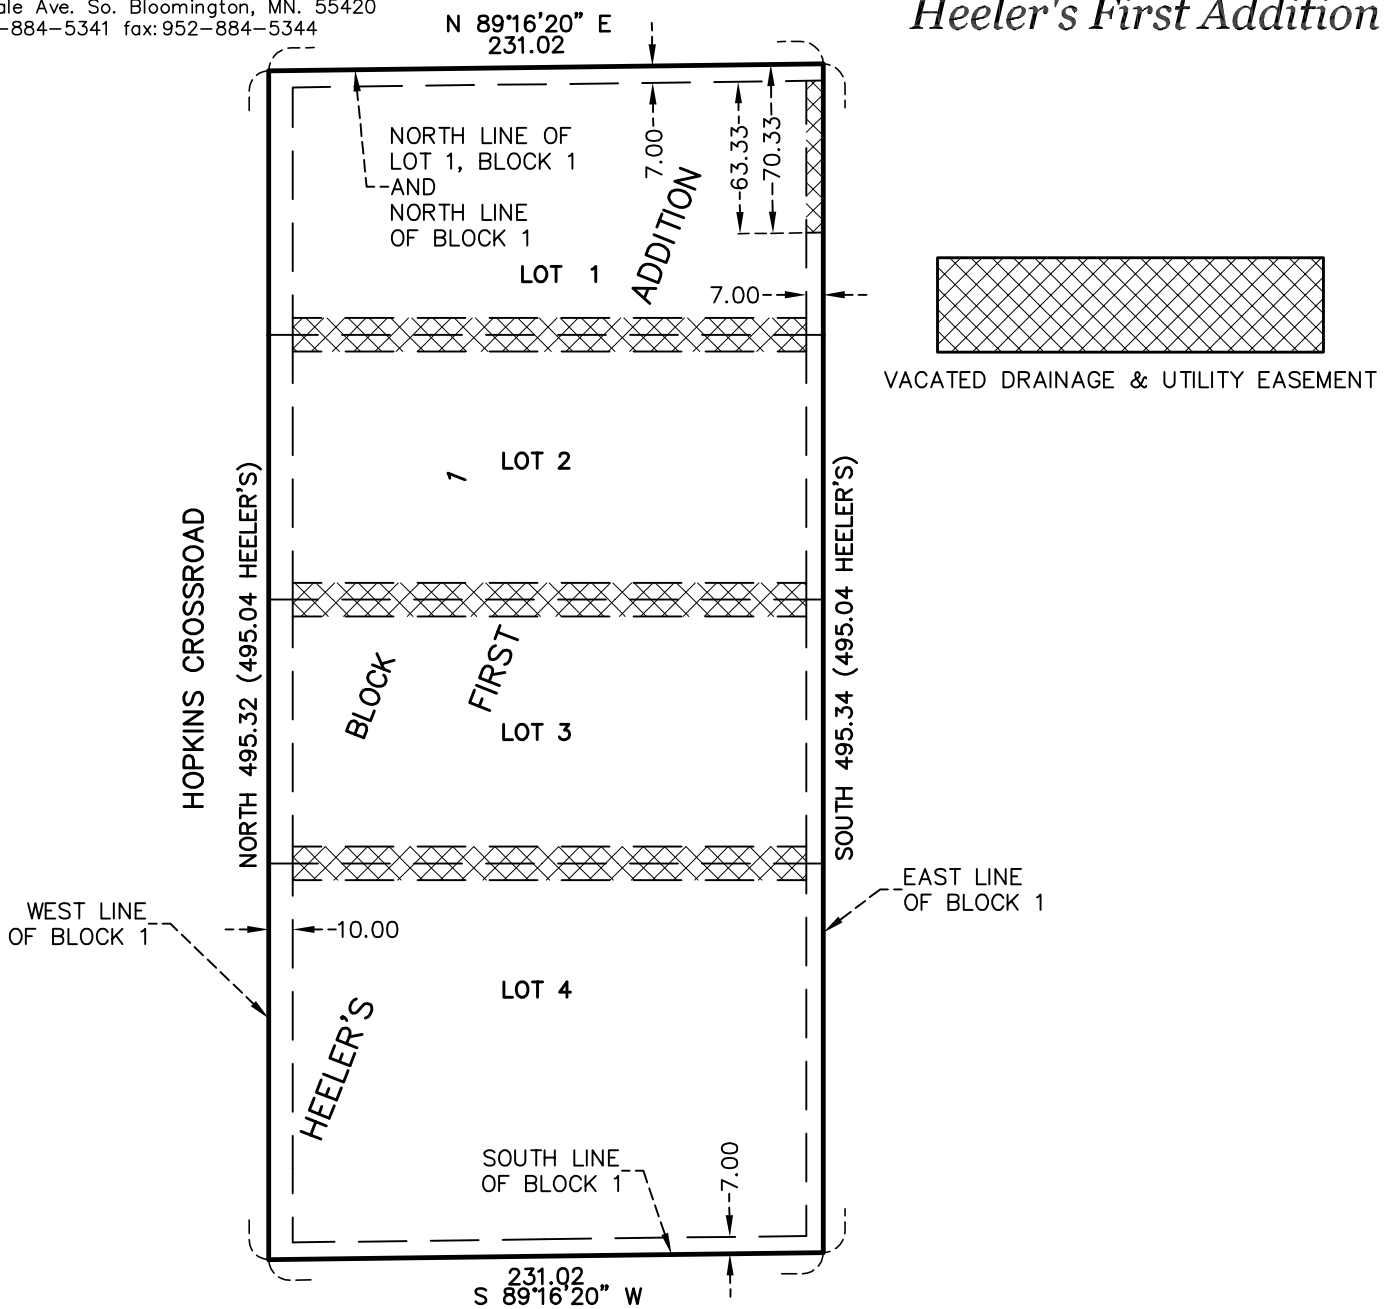 Ave. So. Bloomington, MN. 55420
-884-5341 fax: 952-884-5344
Heeler's First Addition
N 89°16'20" E
231.02
NORTH LINE OF
LOT 1, BLOCK 1
AND
NORTH LINE
OF BLOCK 1
7.00
63.33
70.33
ADDITION
LOT 1
7.00
VACATED DRAINAGE & UTILITY EASEMENT
LOT 2
1
HOPKINS CROSSROAD
NORTH 495.32 (495.04 HEELER'S)
SOUTH 495.34 (495.04 HEELER'S)
BLOCK
FIRST
LOT 3
EAST LINE
OF BLOCK 1
WEST LINE
OF BLOCK 1
10.00
LOT 4
HEELER'S
SOUTH LINE
OF BLOCK 1
7.00
231.02
S 89°16'20" W